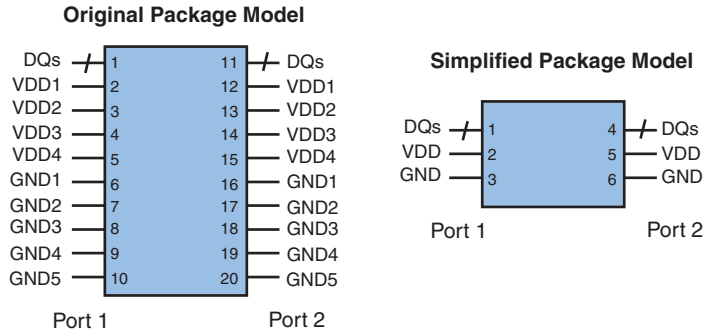 Original Package Model
DQs 1 11 DQs
VDD1 2 12 VDD1
VDD2 3 13 VDD2
VDD3 4 14 VDD3
VDD4 5 15 VDD4
GND1 6 16 GND1
GND2 7 17 GND2
GND3 8 18 GND3
GND4 9 19 GND4
GND5 10 20 GND5
Port 1 Port 2
Simplified Package Model
DQs 1 4 DQs
VDD 2 5 VDD
GND 3 6 GND
Port 1 Port 2